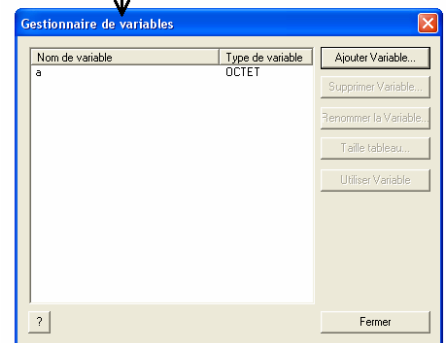 Gestionnaire de variables
Nom de variable Type de variable
a OCTET
Ajouter Variable...
Supprimer Variable...
Renommer la Variable...
Taille tableau...
Utiliser Variable
? Fermer